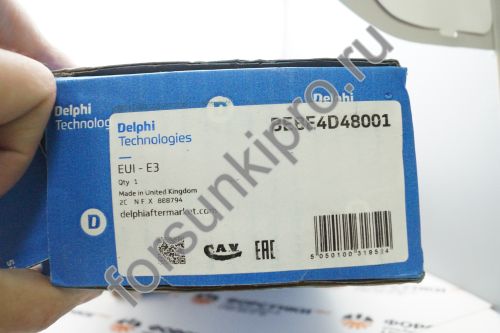 Delphi
Technologies
Delphi
Technologies
BEBE4D48001
EUI - E3
Qty 1
Made in United Kingdom
2C N.F.X 888794
delphiaftermarket.com
D
D
CAV
EAC
forsunkipro.ru